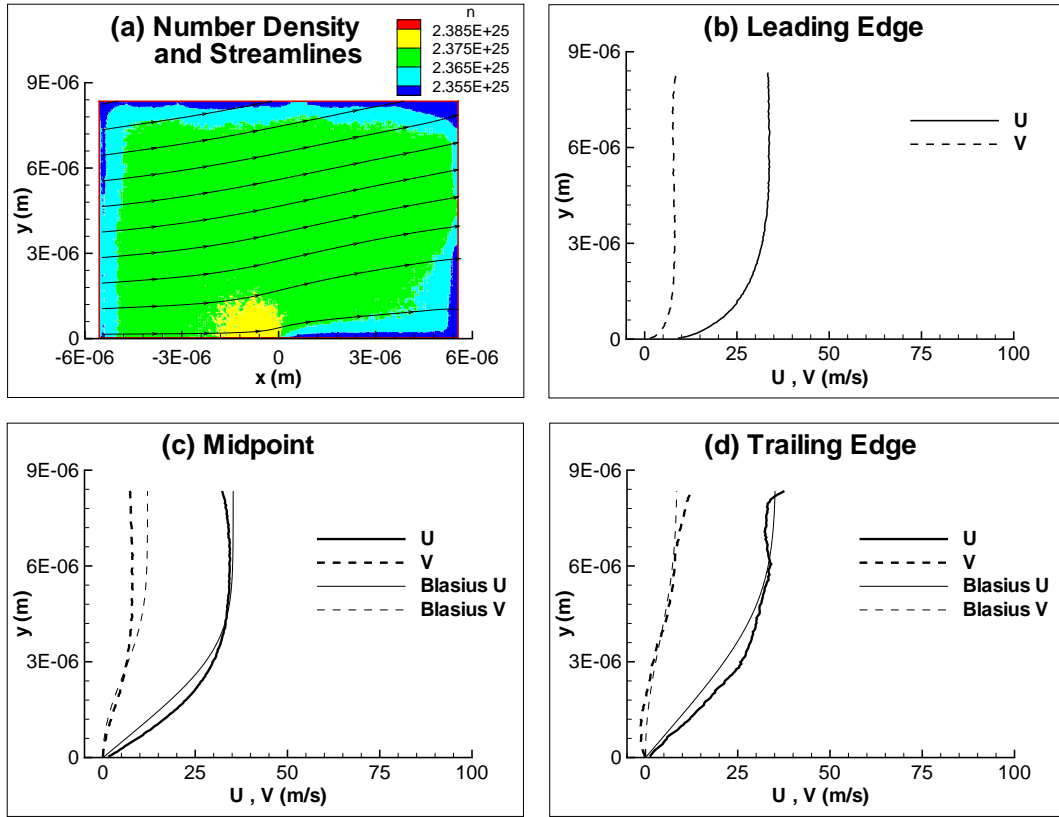 (a) Number Density
and Streamlines
n
2.385E+25
2.375E+25
2.365E+25
2.355E+25
9E-06
6E-06
3E-06
0
y (m)
-6E-06
-3E-06
0
3E-06
6E-06
x (m)
(b) Leading Edge
9E-06
6E-06
3E-06
0
y (m)
U
V
0
25
50
75
100
U , V (m/s)
(c) Midpoint
9E-06
6E-06
3E-06
0
y (m)
U
V
Blasius U
Blasius V
0
25
50
75
100
U , V (m/s)
(d) Trailing Edge
9E-06
6E-06
3E-06
0
y (m)
U
V
Blasius U
Blasius V
0
25
50
75
100
U , V (m/s)